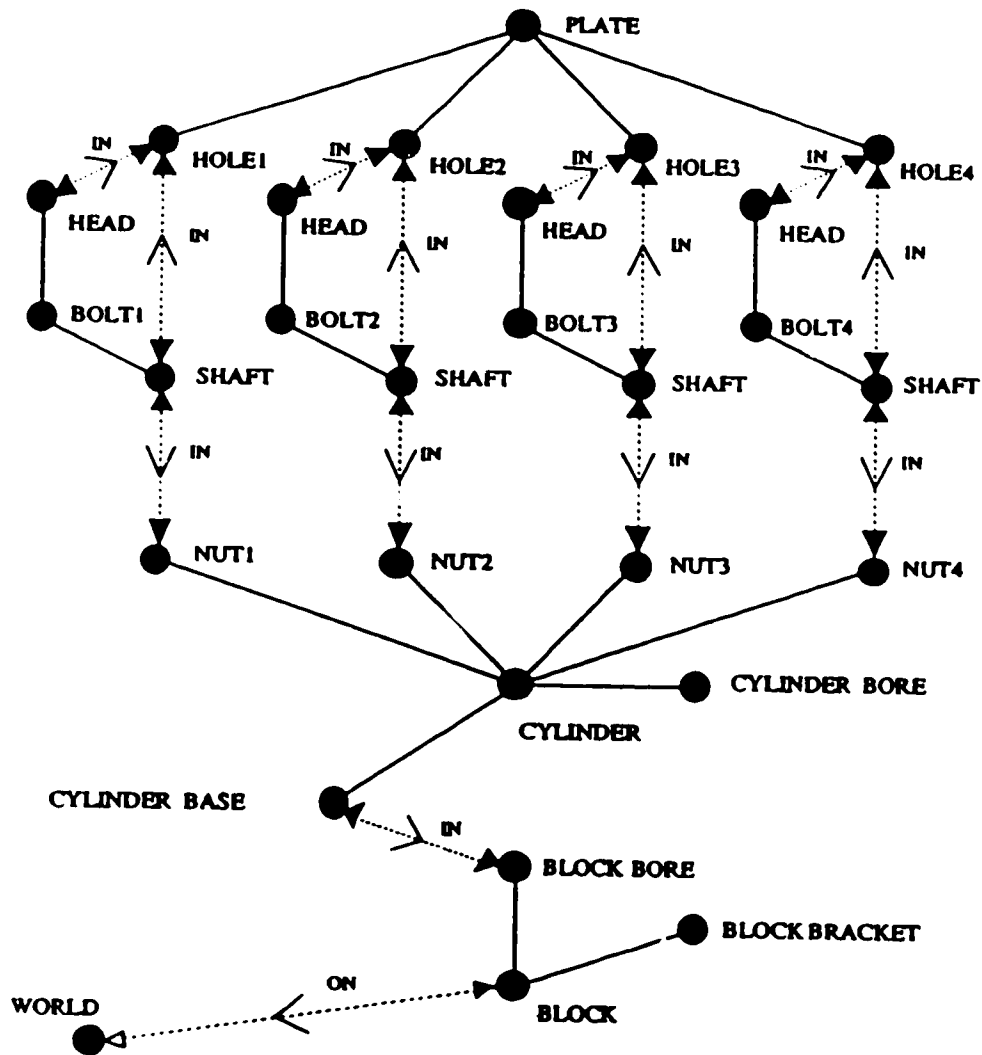 PLATE
IN
IN
IN
IN
HOLE1
HOLE2
HOLE3
HOLE4
HEAD
HEAD
HEAD
HEAD
IN
IN
IN
IN
BOLT1
BOLT2
BOLT3
BOLT4
SHAFT
SHAFT
SHAFT
SHAFT
IN
IN
IN
IN
NUT1
NUT2
NUT3
NUT4
CYLINDER BORE
CYLINDER
CYLINDER BASE
IN
BLOCK BORE
BLOCK BRACKET
ON
WORLD
BLOCK